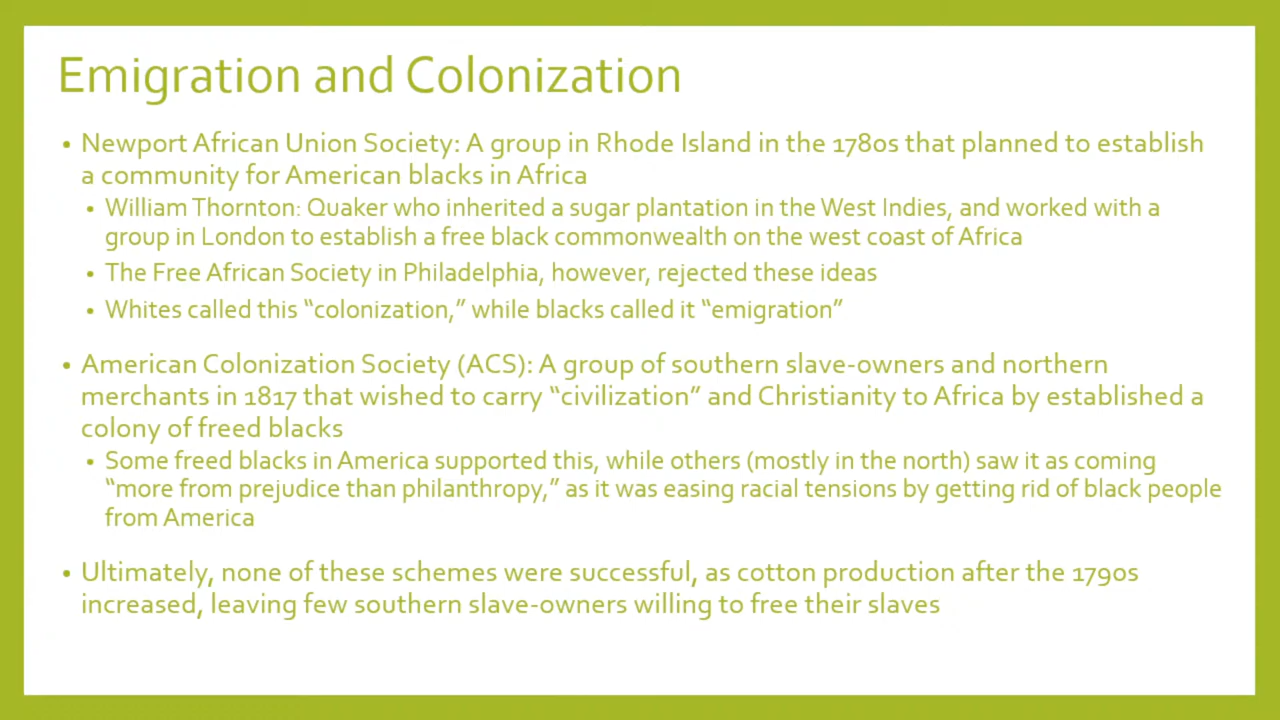 Emigration and Colonization
• Newport African Union Society: A group in Rhode Island in the 1780s that planned to establish
a community for American blacks in Africa
• William Thornton: Quaker who inherited a sugar plantation in the West Indies, and worked with a
group in London to establish a free black commonwealth on the west coast of Africa
• The Free African Society in Philadelphia, however, rejected these ideas
• Whites called this “colonization,” while blacks called it “emigration”
• American Colonization Society (ACS): A group of southern slave-owners and northern
merchants in 1817 that wished to carry “civilization” and Christianity to Africa by established a
colony of freed blacks
• Some freed blacks in America supported this, while others (mostly in the north) saw it as coming
“more from prejudice than philanthropy,” as it was easing racial tensions by getting rid of black people
from America
• Ultimately, none of these schemes were successful, as cotton production after the 1790s
increased, leaving few southern slave-owners willing to free their slaves